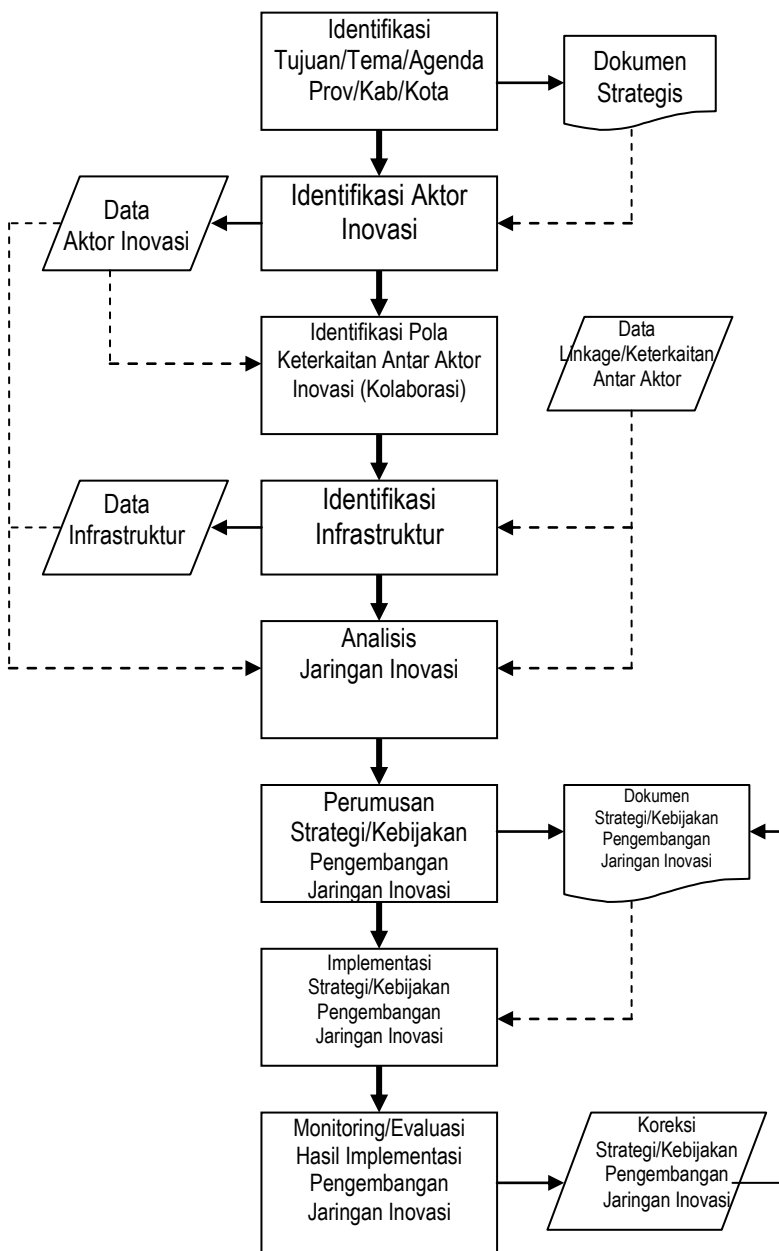 Identifikasi
Tujuan/Tema/Agenda
Prov/Kab/Kota
Dokumen
Strategis
Data
Aktor Inovasi
Identifikasi Aktor
Inovasi
Identifikasi Pola
Keterkaitan Antar Aktor
Inovasi (Kolaborasi)
Data
Linkage/Keterkaitan
Antar Aktor
Data
Infrastruktur
Identifikasi
Infrastruktur
Analisis
Jaringan Inovasi
Perumusan
Strategi/Kebijakan
Pengembangan
Jaringan Inovasi
Dokumen
Strategi/Kebijakan
Pengembangan
Jaringan Inovasi
Implementasi
Strategi/Kebijakan
Pengembangan
Jaringan Inovasi
Monitoring/Evaluasi
Hasil Implementasi
Pengembangan
Jaringan Inovasi
Koreksi
Strategi/Kebijakan
Pengembangan
Jaringan Inovasi